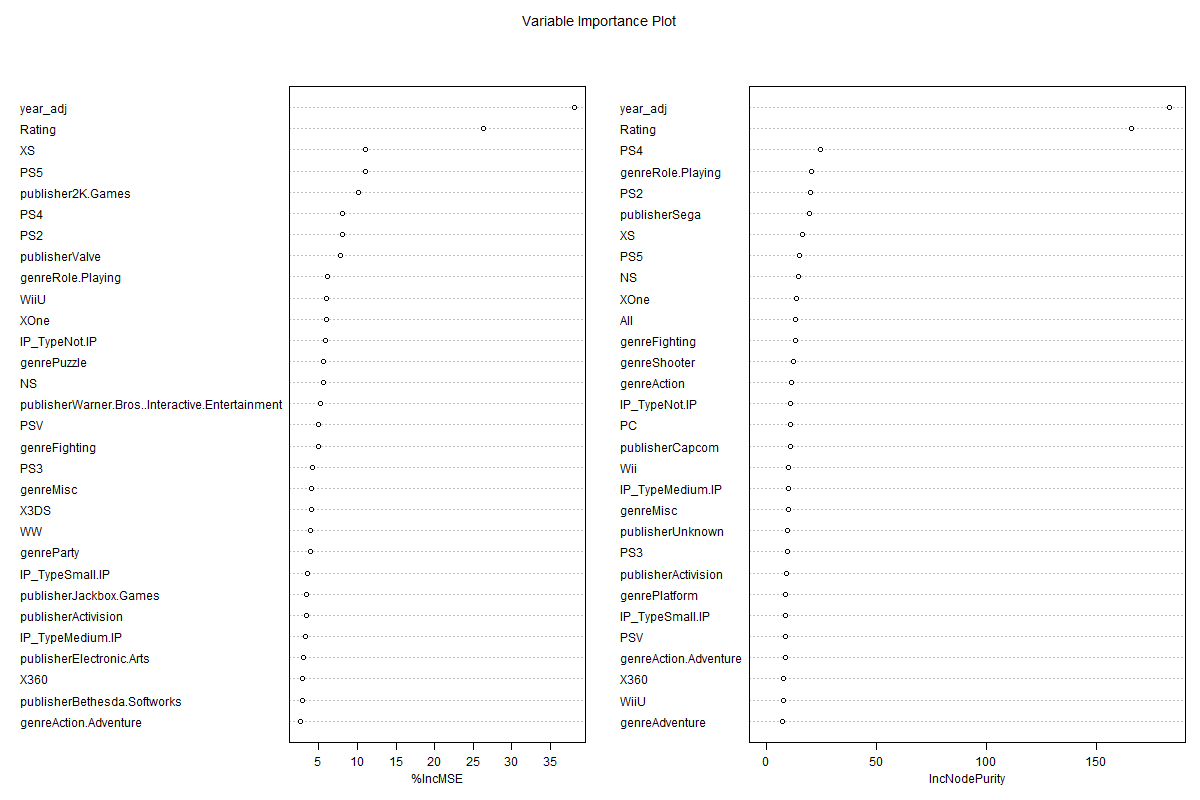 Variable Importance Plot
year_adj
Rating
XS
PS5
publisher2K.Games
PS4
PS2
publisherValve
genreRole.Playing
WiiU
XOne
IP_TypeNot.IP
genrePuzzle
NS
publisherWarner.Bros..Interactive.Entertainment
PSV
genreFighting
PS3
genreMisc
X3DS
WW
genreParty
IP_TypeSmall.IP
publisherJackbox.Games
publisherActivision
IP_TypeMedium.IP
publisherElectronic.Arts
X360
publisherBethesda.Softworks
genreAction.Adventure
5 10 15 20 25 30 35
%IncMSE
year_adj
Rating
PS4
genreRole.Playing
PS2
publisherSega
XS
PS5
NS
XOne
All
genreFighting
genreShooter
genreAction
IP_TypeNot.IP
PC
publisherCapcom
Wii
IP_TypeMedium.IP
genreMisc
publisherUnknown
PS3
publisherActivision
genrePlatform
IP_TypeSmall.IP
PSV
genreAction.Adventure
X360
WiiU
genreAdventure
0 50 100 150
IncNodePurity